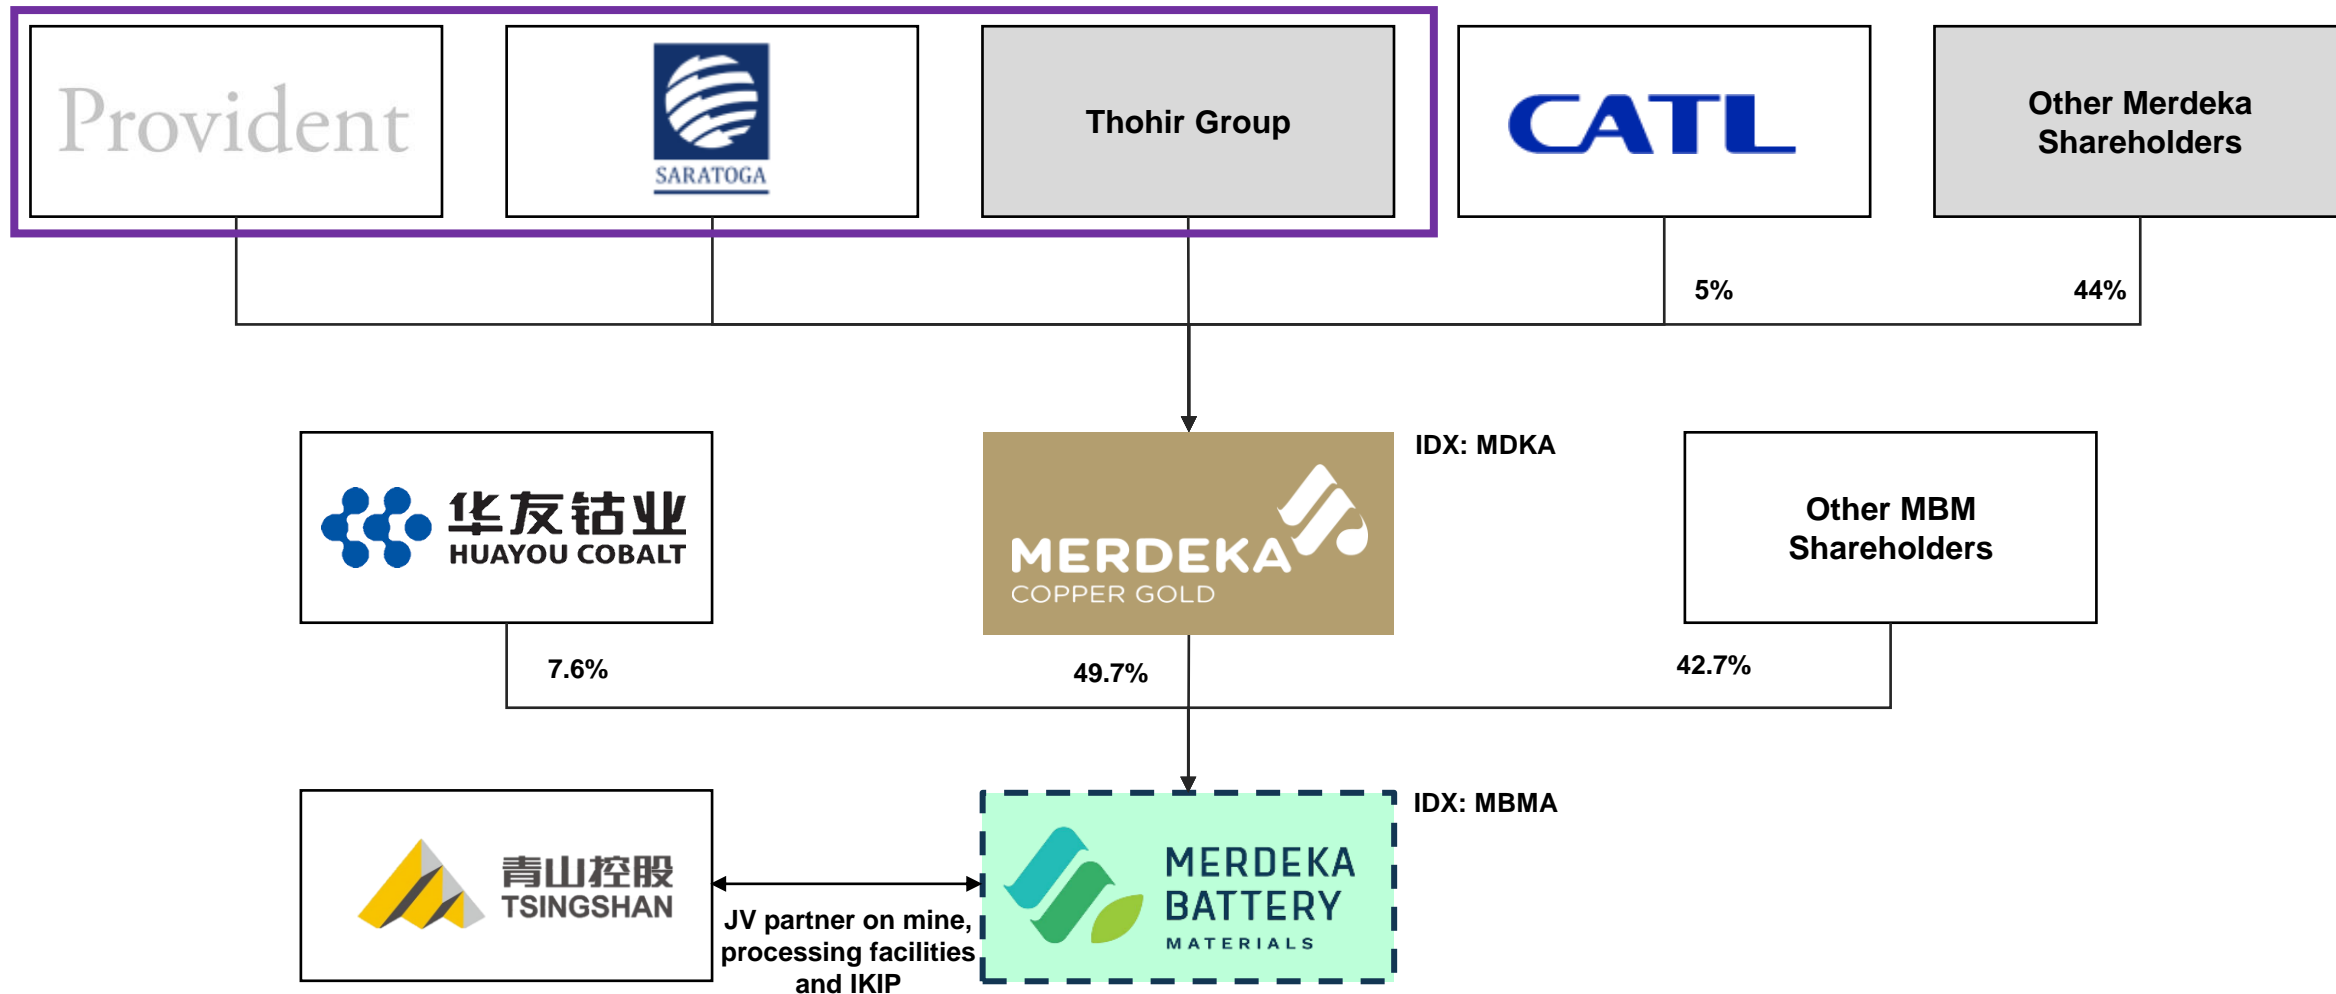 Provident
SARATOGA
Thohir Group
CATL
Other Merdeka
Shareholders
5%
44%
华友钴业
HUAYOU COBALT
MERDEKA
COPPER GOLD
IDX: MDKA
Other MBM
Shareholders
7.6%
49.7%
42.7%
青山控股
TSINGSHAN
JV partner on mine,
processing facilities
and IKIP
MERDEKA
BATTERY
MATERIALS
IDX: MBMA